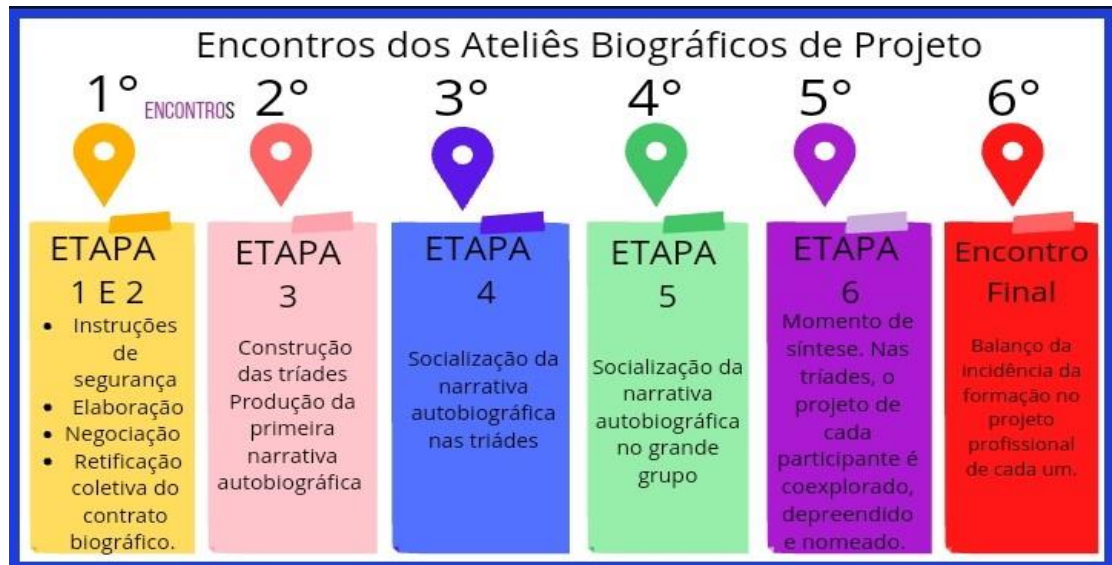 Encontros dos Ateliês Biográficos de Projeto
1° ENCONTROS 2° 3° 4° 5° 6°
ETAPA
1 E 2
• Instruções
de
segurança
• Elaboração
• Negociação
• Retificação
coletiva do
contrato
biográfico.
ETAPA
3
Construção
das tríades
Produção da
primeira
narrativa
autobiográfica
ETAPA
4
Socialização da
narrativa
autobiográfica
nas triádes
ETAPA
5
Socialização da
narrativa
autobiográfica
no grande
grupo
ETAPA
6
Momento de
síntese. Nas
tríades, o
projeto de
cada
participante é
coexplorado,
depreendido
e nomeado.
Encontro
Final
Balanço da
incidência da
formação no
projeto
profissional
de cada um.